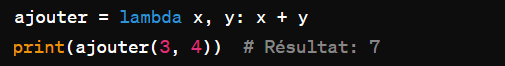 ajouter = lambda x, y: x + y
print(ajouter(3, 4))  # Résultat: 7